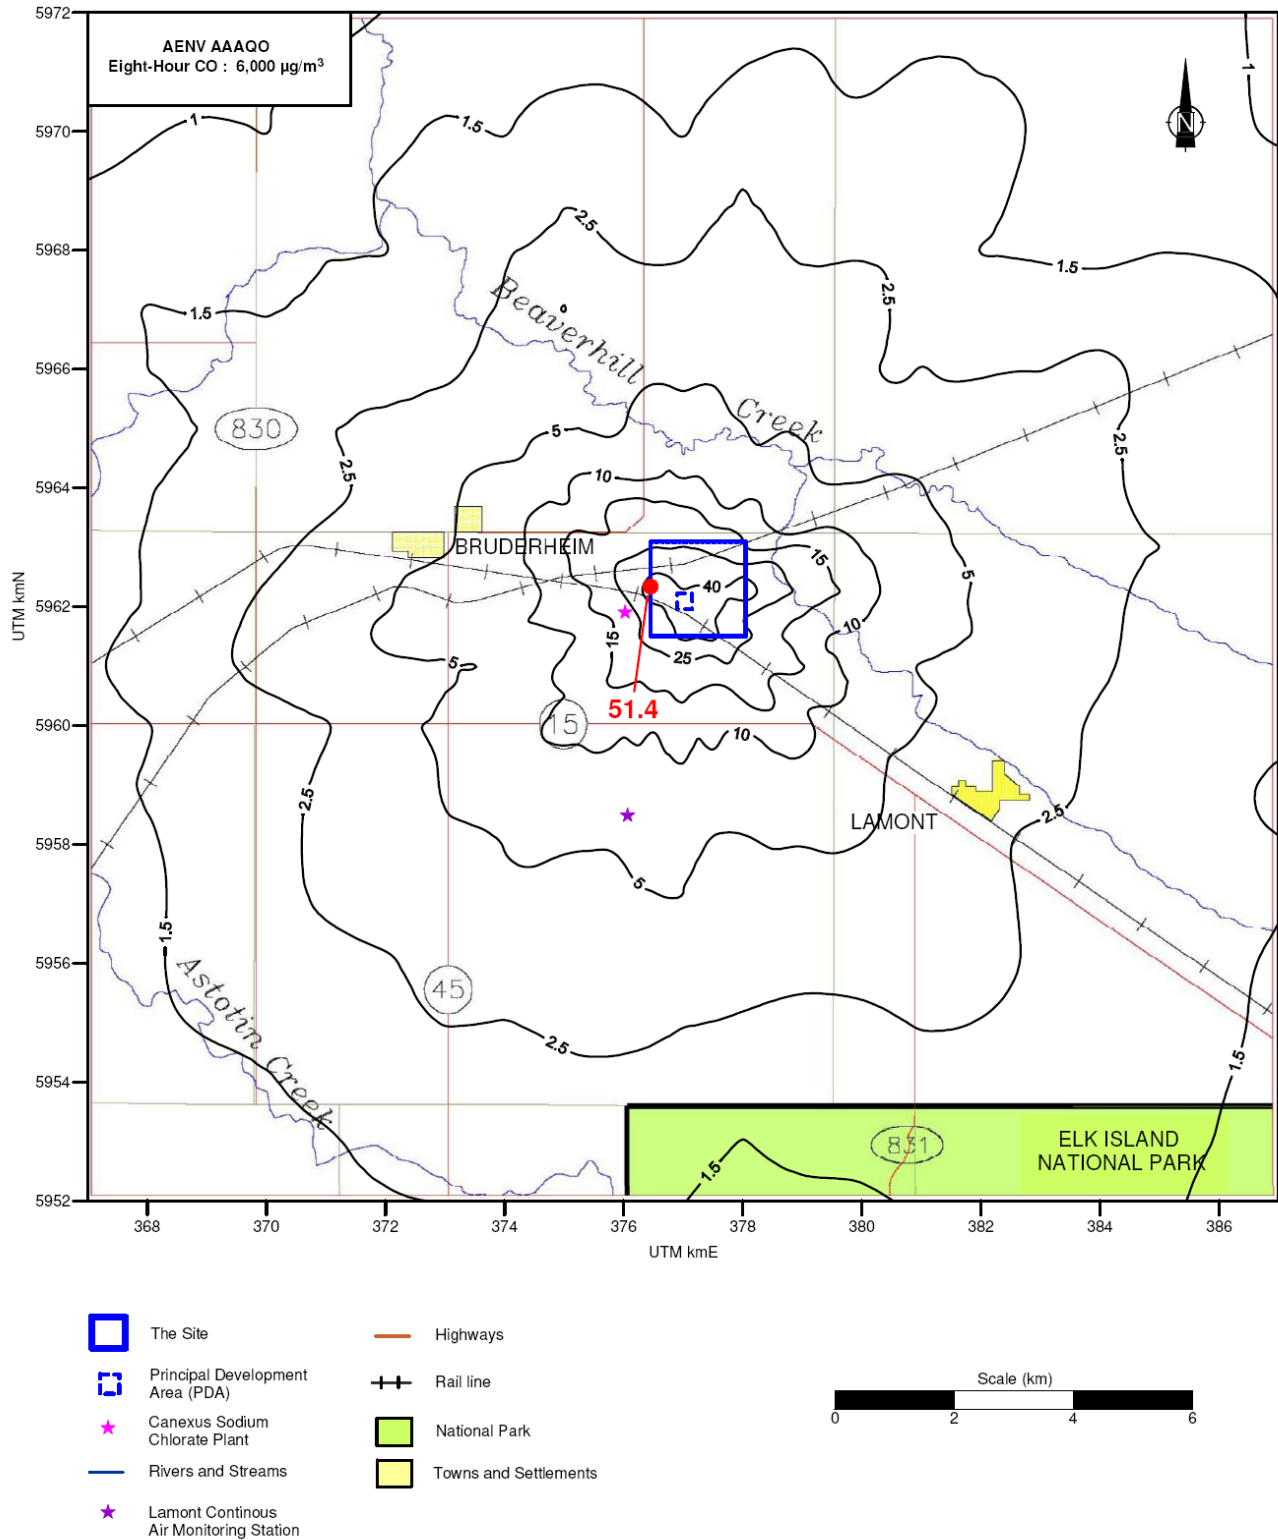 AENV AAAQO
Eight-Hour CO : 6,000 µg/m³
5972
5970
5968
5966
5964
5962
5960
5958
5956
5954
5952
UTM kmN
368
370
372
374
376
378
380
382
384
386
UTM kmE
N
1
1
1.5
2.5
1.5
2.5
1.5
Beaverhill
Creek
830
5
2.5
2.5
10
BRUDERHEIM
15
5
40
10
15
25
5
51.4
15
10
2.5
LAMONT
2.5
5
1.5
Astotin Creek
45
2.5
1.5
831
ELK ISLAND
NATIONAL PARK
1.5
The Site
Principal Development
Area (PDA)
Canexus Sodium
Chlorate Plant
Rivers and Streams
Lamont Continous
Air Monitoring Station
Highways
Rail line
National Park
Towns and Settlements
Scale (km)
0
2
4
6